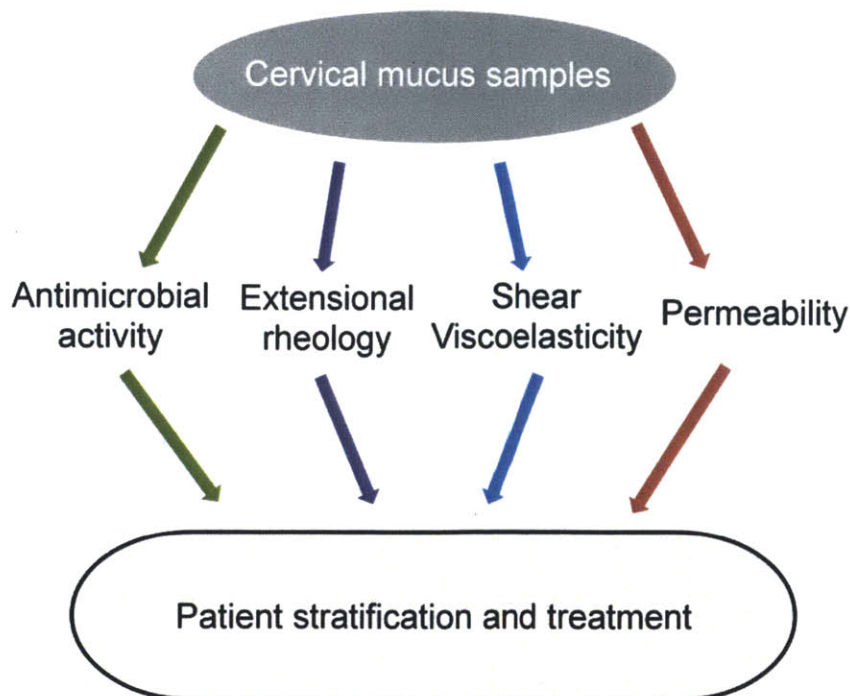 Cervical mucus samples
Antimicrobial
activity
Extensional
rheology
Shear
Viscoelasticity
Permeability
Patient stratification and treatment